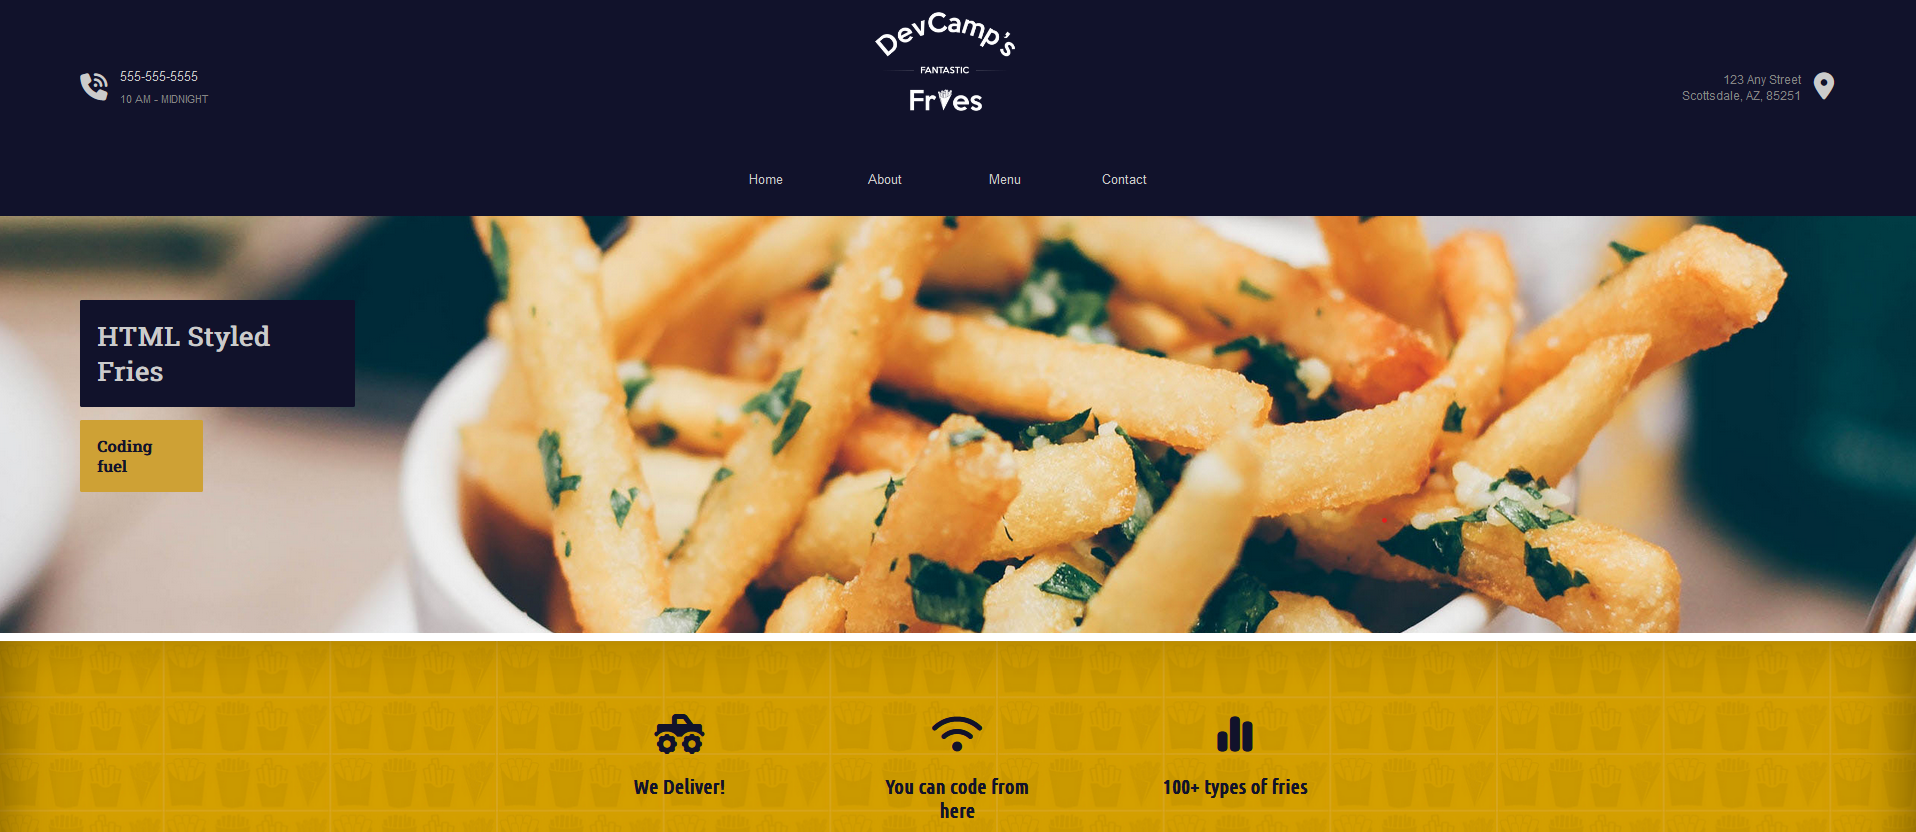 DevCamp's
FANTASTIC
Fries
555-555-5555
10 AM - MIDNIGHT
123 Any Street
Scottsdale, AZ, 85251
Home
About
Menu
Contact
HTML Styled
Fries
Coding
fuel
We Deliver!
You can code from
here
100+ types of fries